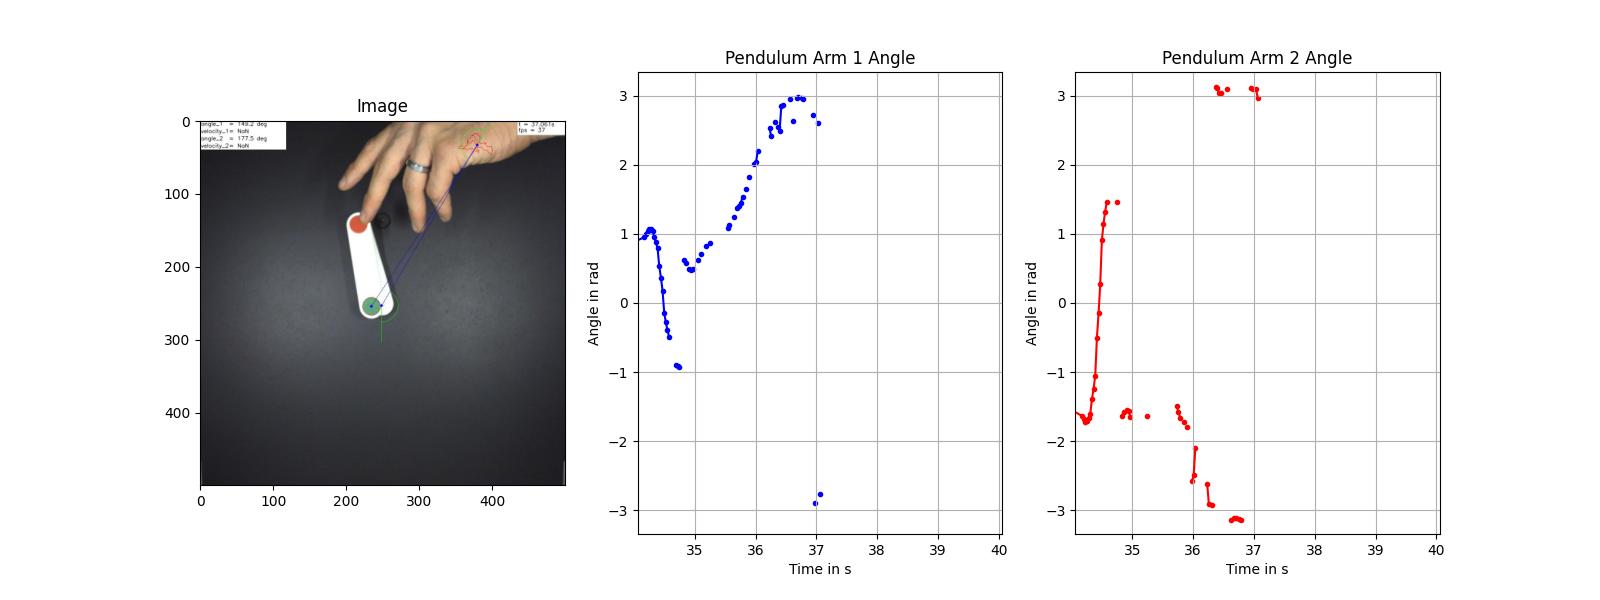 Image
angle_1 = 149.2 deg
velocity_1= NaN
angle_2 = 177.5 deg
velocity_2= NaN
t = 37.061s
fps = 37
0
100
200
300
400
0 100 200 300 400
Pendulum Arm 1 Angle
Angle in rad
3
2
1
0
−1
−2
−3
35 36 37 38 39 40
Time in s
Pendulum Arm 2 Angle
Angle in rad
3
2
1
0
−1
−2
−3
35 36 37 38 39 40
Time in s